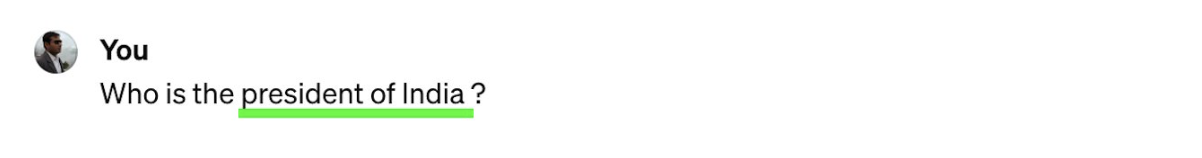 You
Who is the president of India ?